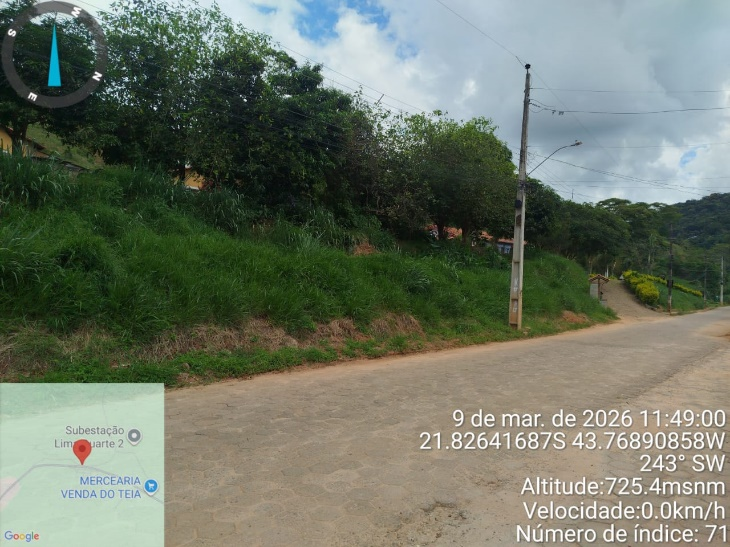 W
S
N
E
Subestação
Lima Duarte 2
MERCEARIA
VENDA DO TEIA
Google
9 de mar. de 2026 11:49:00
21.82641687S 43.76890858W
243° SW
Altitude:725.4msnm
Velocidade:0.0km/h
Número de índice: 71